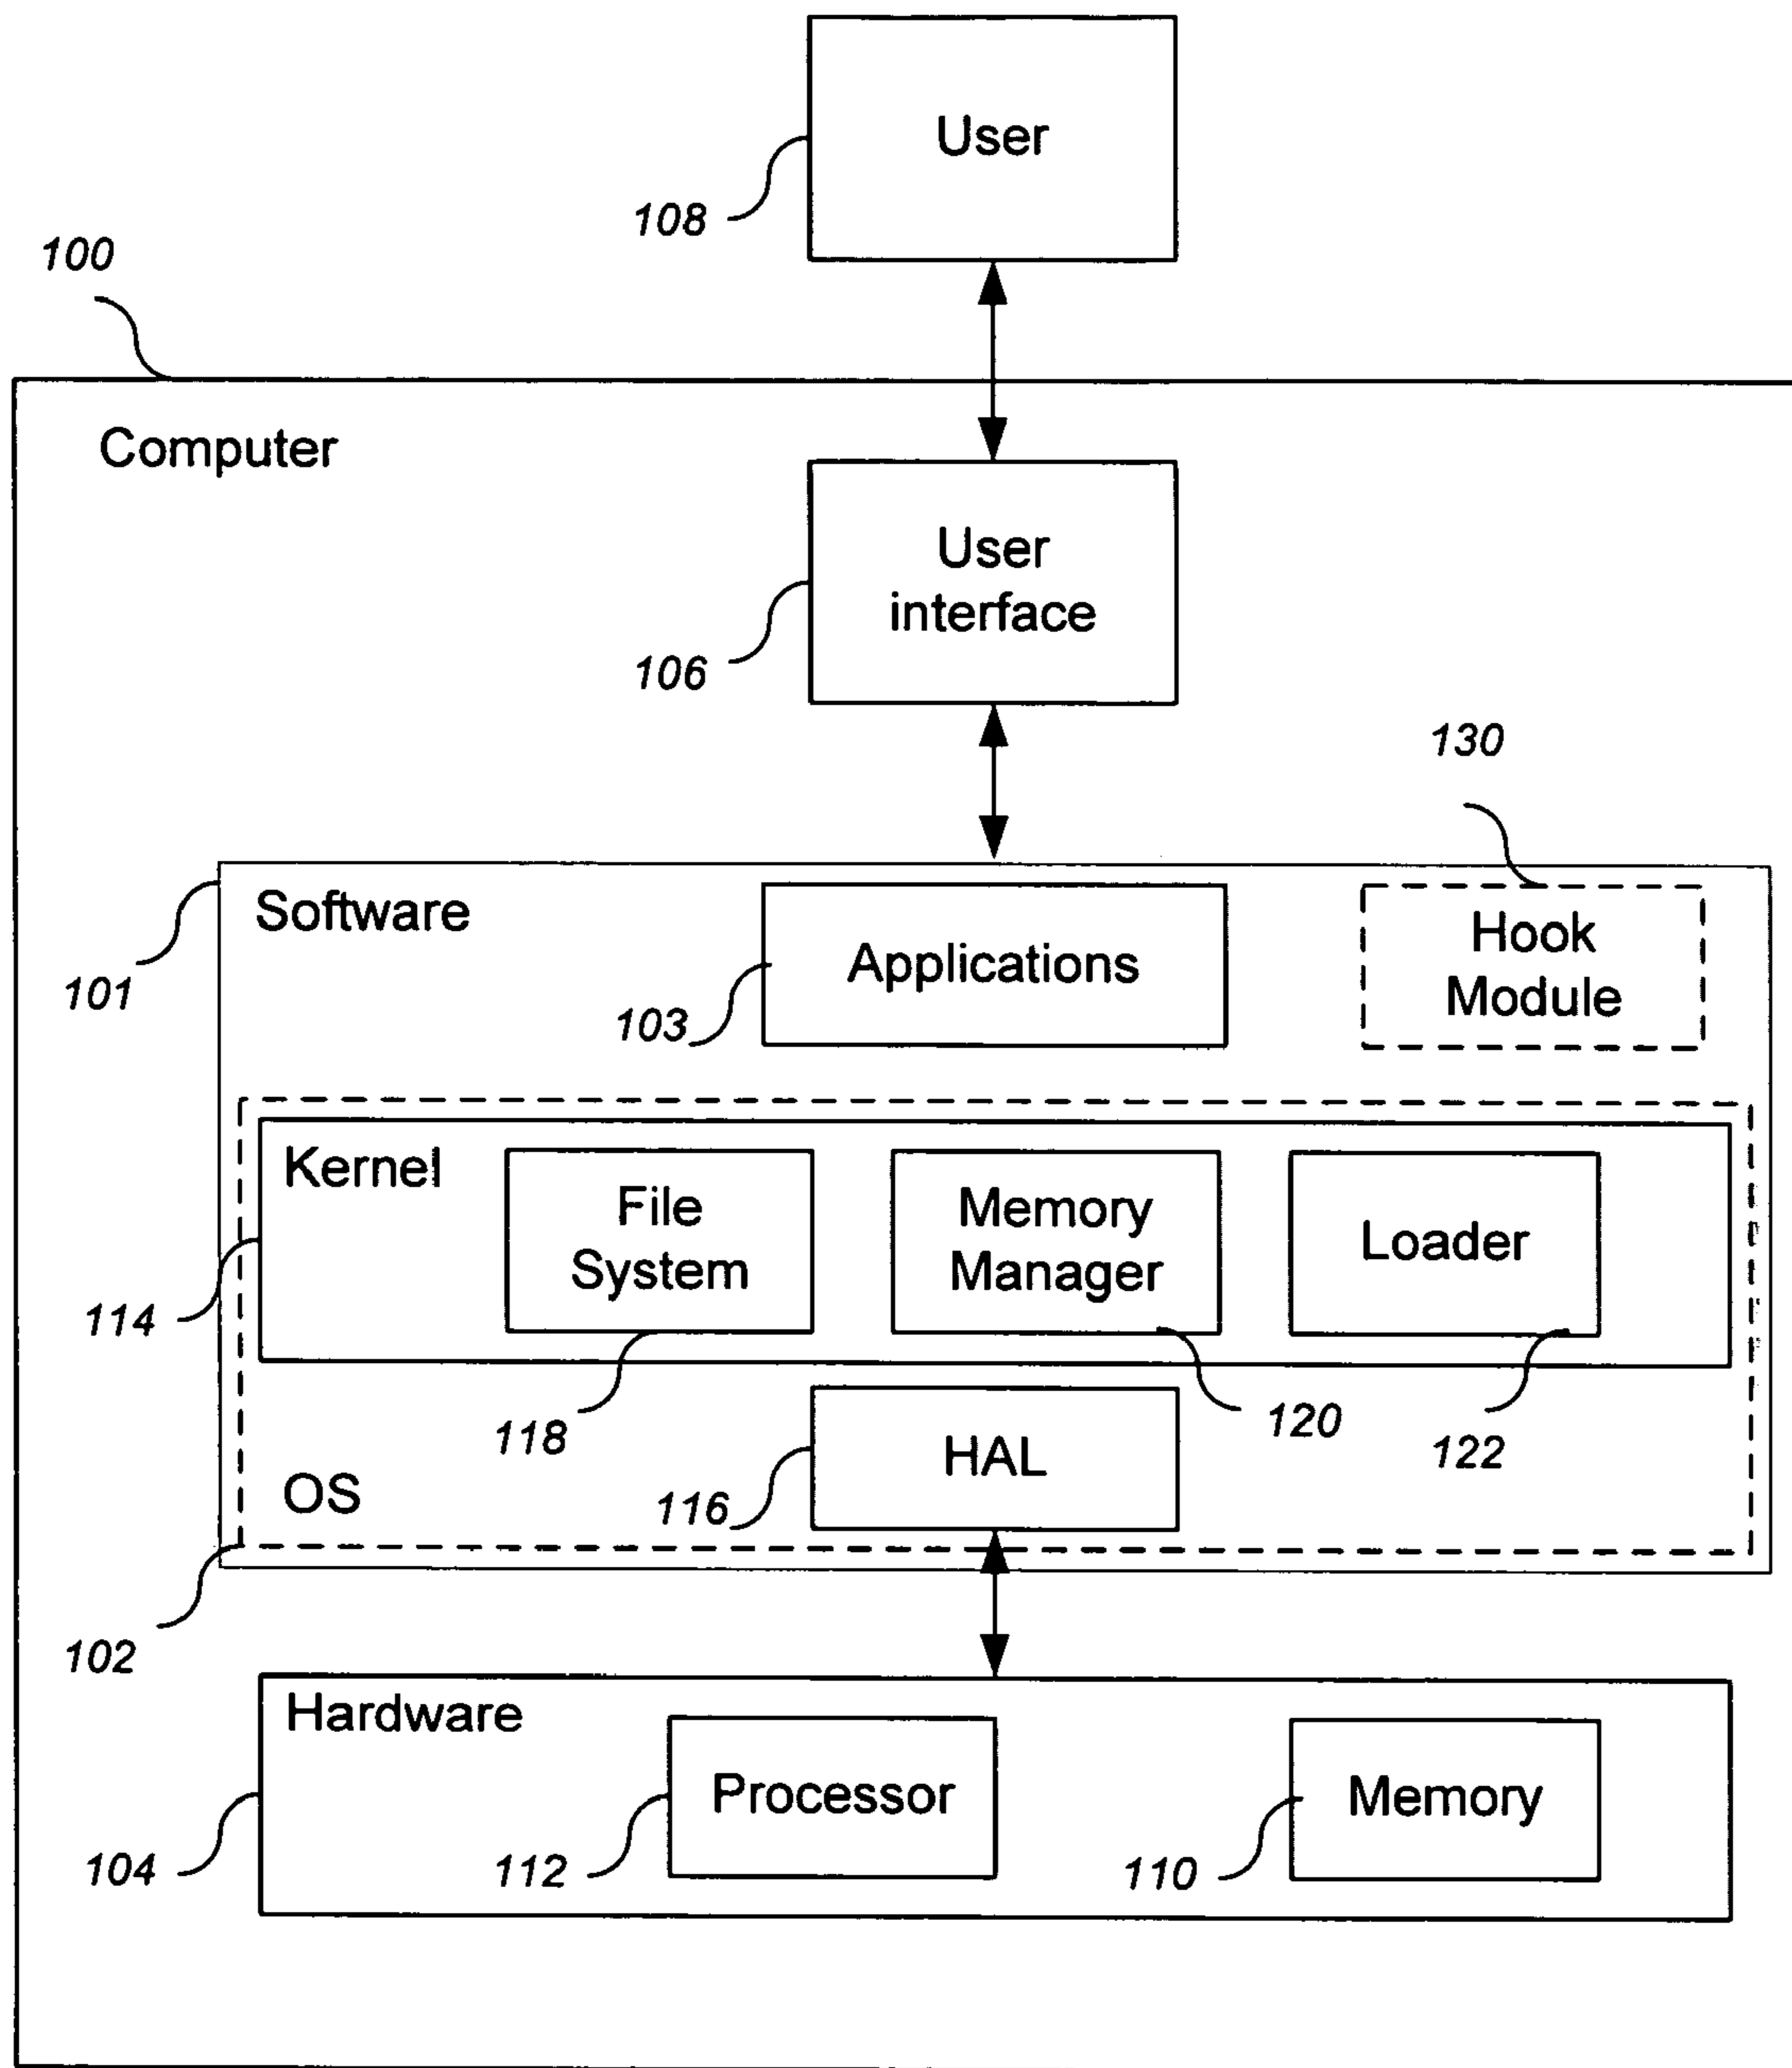 User
108
100
Computer
User
interface
106
130
Software
Applications
Hook
Module
101
103
Kernel
File
System
Memory
Manager
Loader
114
118
120
122
HAL
OS
116
102
Hardware
Processor
Memory
104
112
110